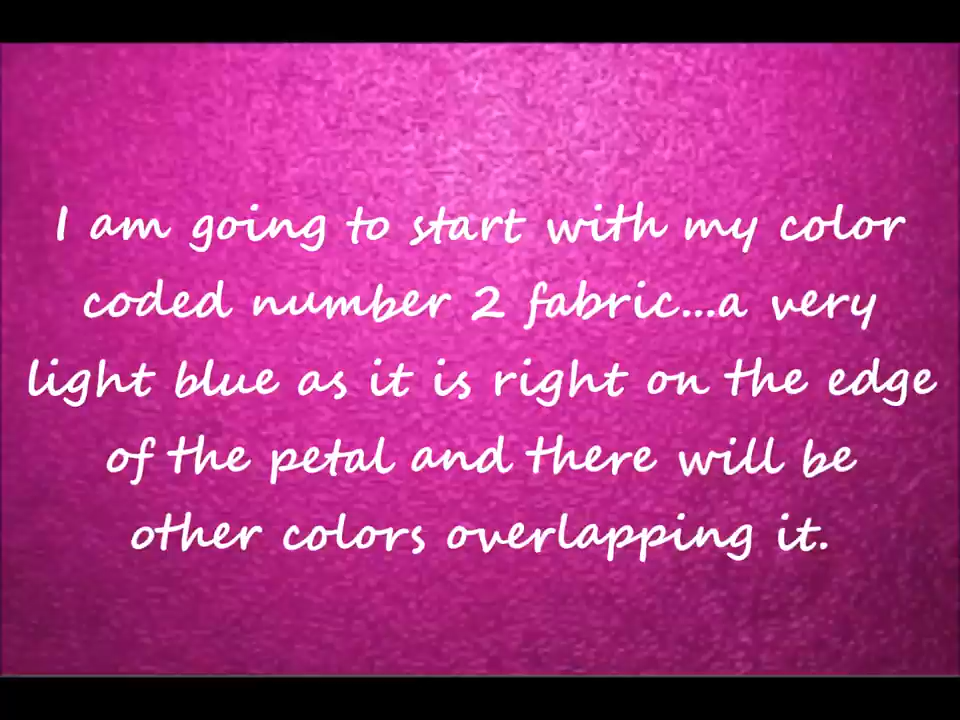 I am going to start with my color
coded number 2 fabric...a very
light blue as it is right on the edge
of the petal and there will be
other colors overlapping it.